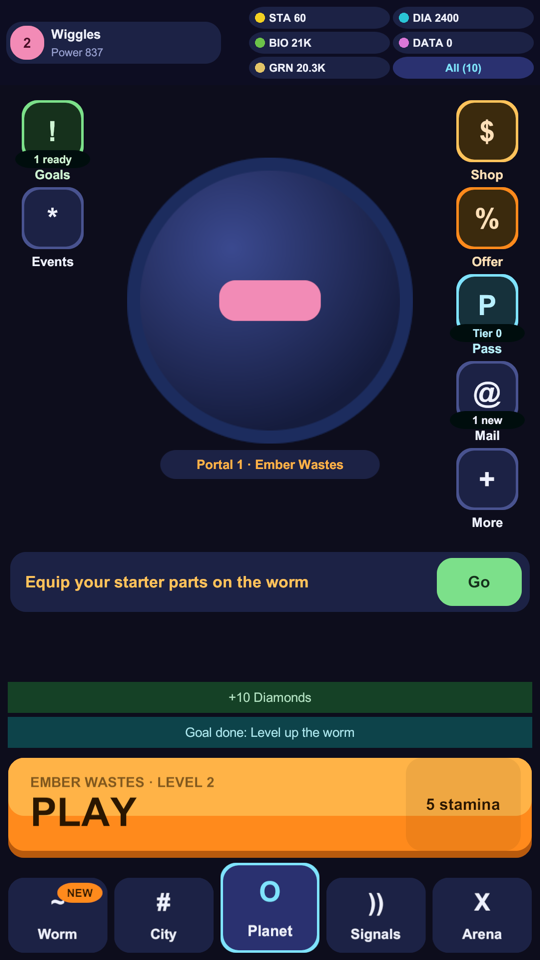 2
Wiggles
Power 837
STA 60
DIA 2400
BIO 21K
DATA 0
GRN 20.3K
All (10)
!
1 ready
Goals
*
Events
$
Shop
%
Offer
P
Tier 0
Pass
@
1 new
Mail
+
More
Portal 1 · Ember Wastes
Equip your starter parts on the worm
Go
+10 Diamonds
Goal done: Level up the worm
EMBER WASTES · LEVEL 2
PLAY
5 stamina
~
NEW
Worm
#
City
O
Planet
))
Signals
X
Arena